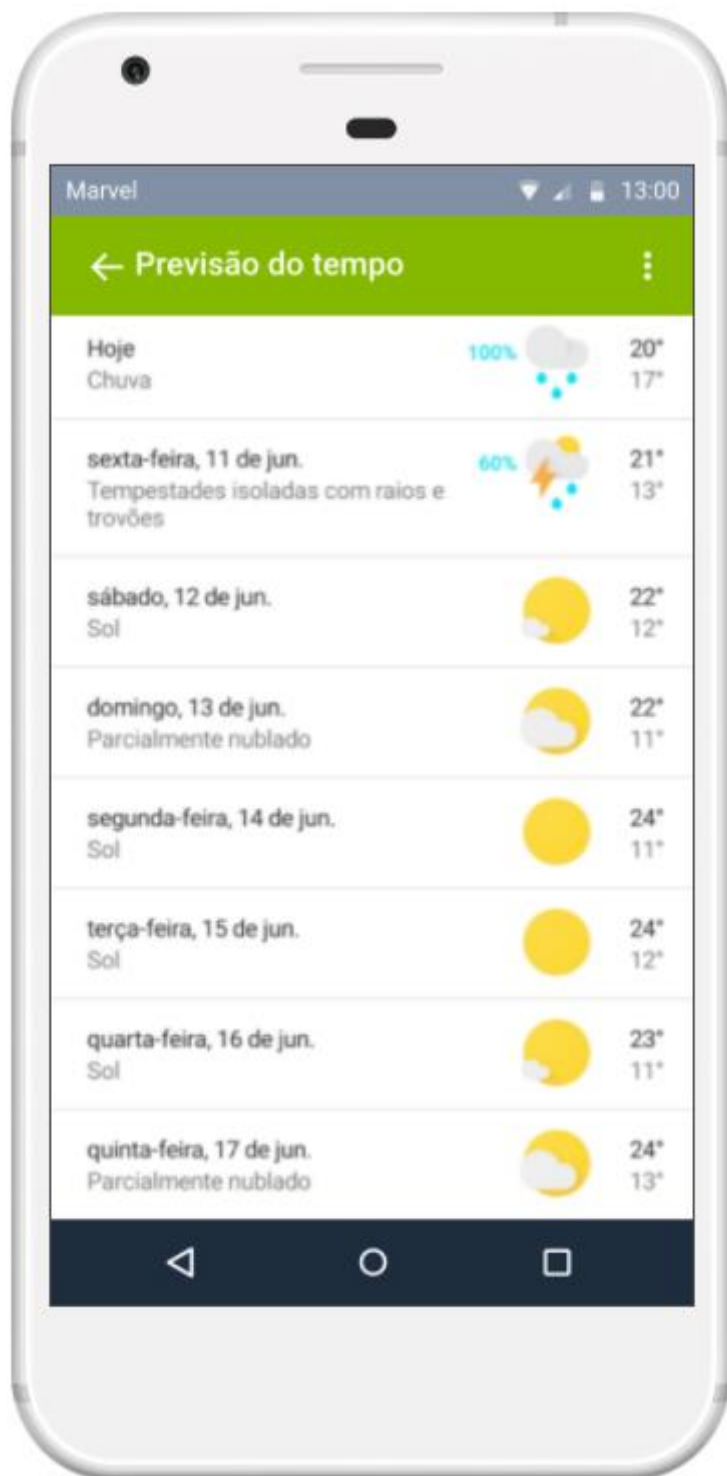 Marvel 13:00
Previsão do tempo
Hoje 100% 20°
Chuva 17°
sexta-feira, 11 de jun. 60% 21°
Tempestades isoladas com raios e 13°
trovões
sábado, 12 de jun. 22°
Sol 12°
domingo, 13 de jun. 22°
Parcialmente nublado 11°
segunda-feira, 14 de jun. 24°
Sol 11°
terça-feira, 15 de jun. 24°
Sol 12°
quarta-feira, 16 de jun. 23°
Sol 11°
quinta-feira, 17 de jun. 24°
Parcialmente nublado 13°